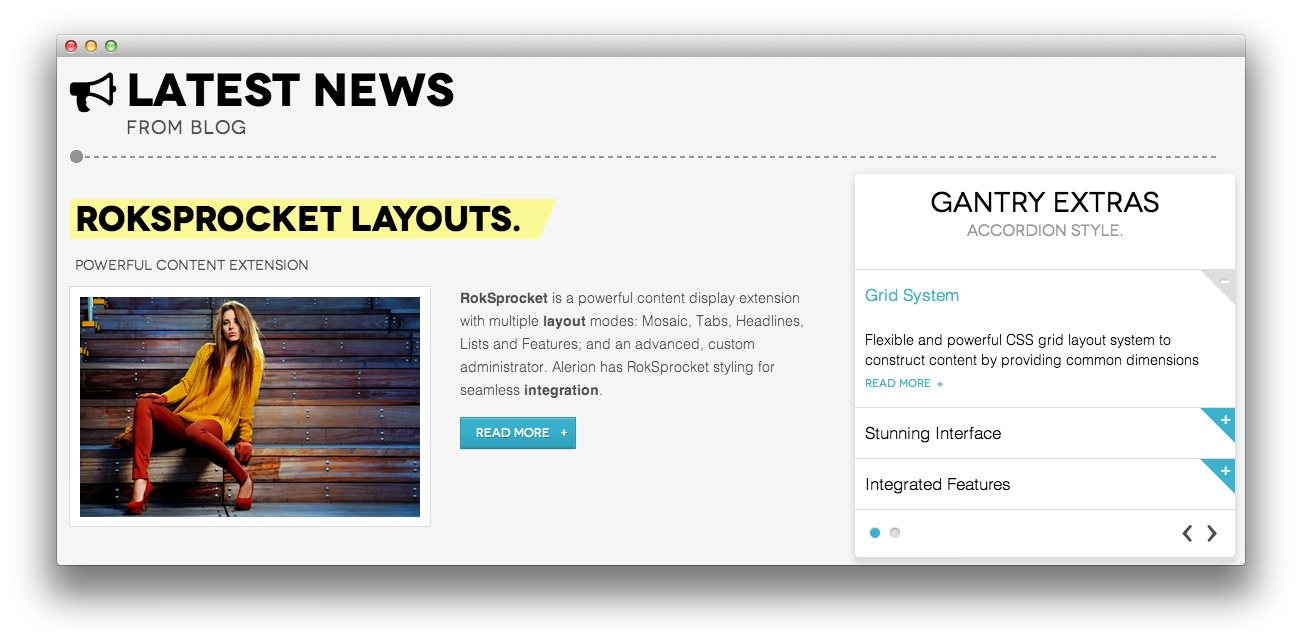 LATEST NEWS
FROM BLOG
ROKSPROCKET LAYOUTS.
POWERFUL CONTENT EXTENSION
RokSprocket is a powerful content display extension
with multiple layout modes: Mosaic, Tabs, Headlines,
Lists and Features; and an advanced, custom
administrator. Alerion has RokSprocket styling for
seamless integration.
READ MORE +
GANTRY EXTRAS
ACCORDION STYLE.
Grid System
Flexible and powerful CSS grid layout system to
construct content by providing common dimensions
READ MORE +
Stunning Interface
Integrated Features